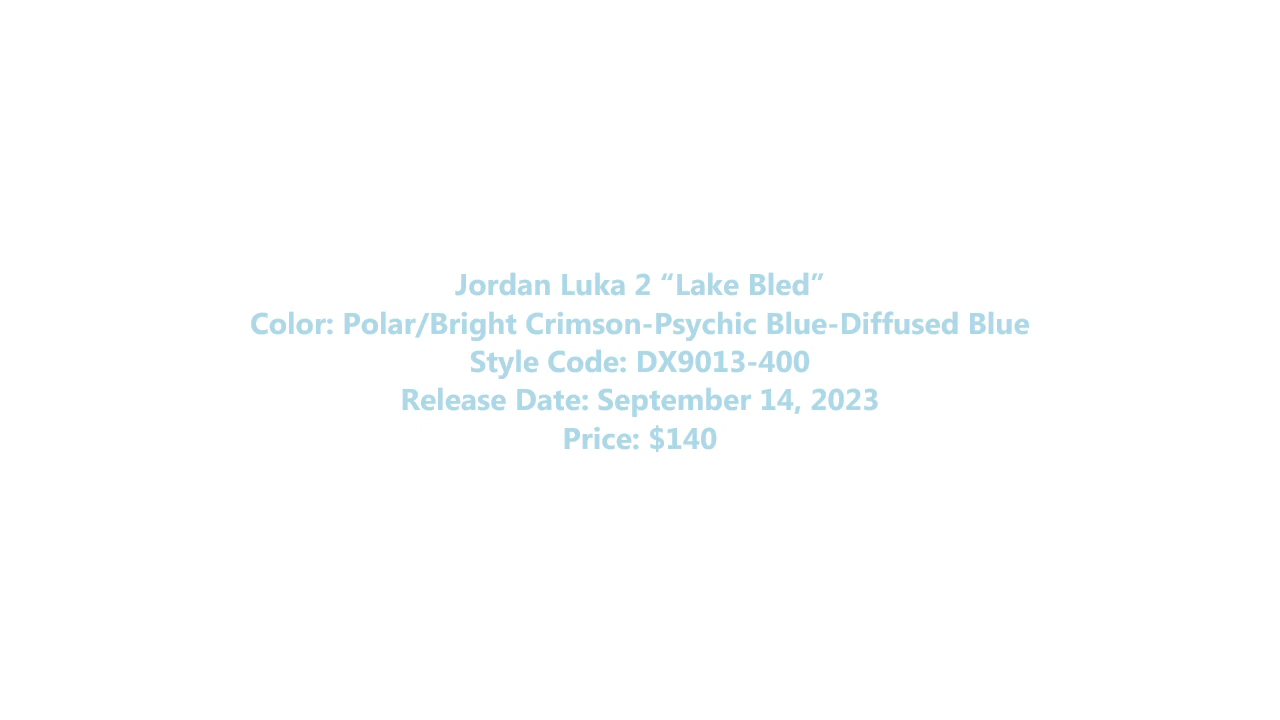 Jordan Luka 2 “Lake Bled”
Color: Polar/Bright Crimson-Psychic Blue-Diffused Blue
Style Code: DX9013-400
Release Date: September 14, 2023
Price: $140